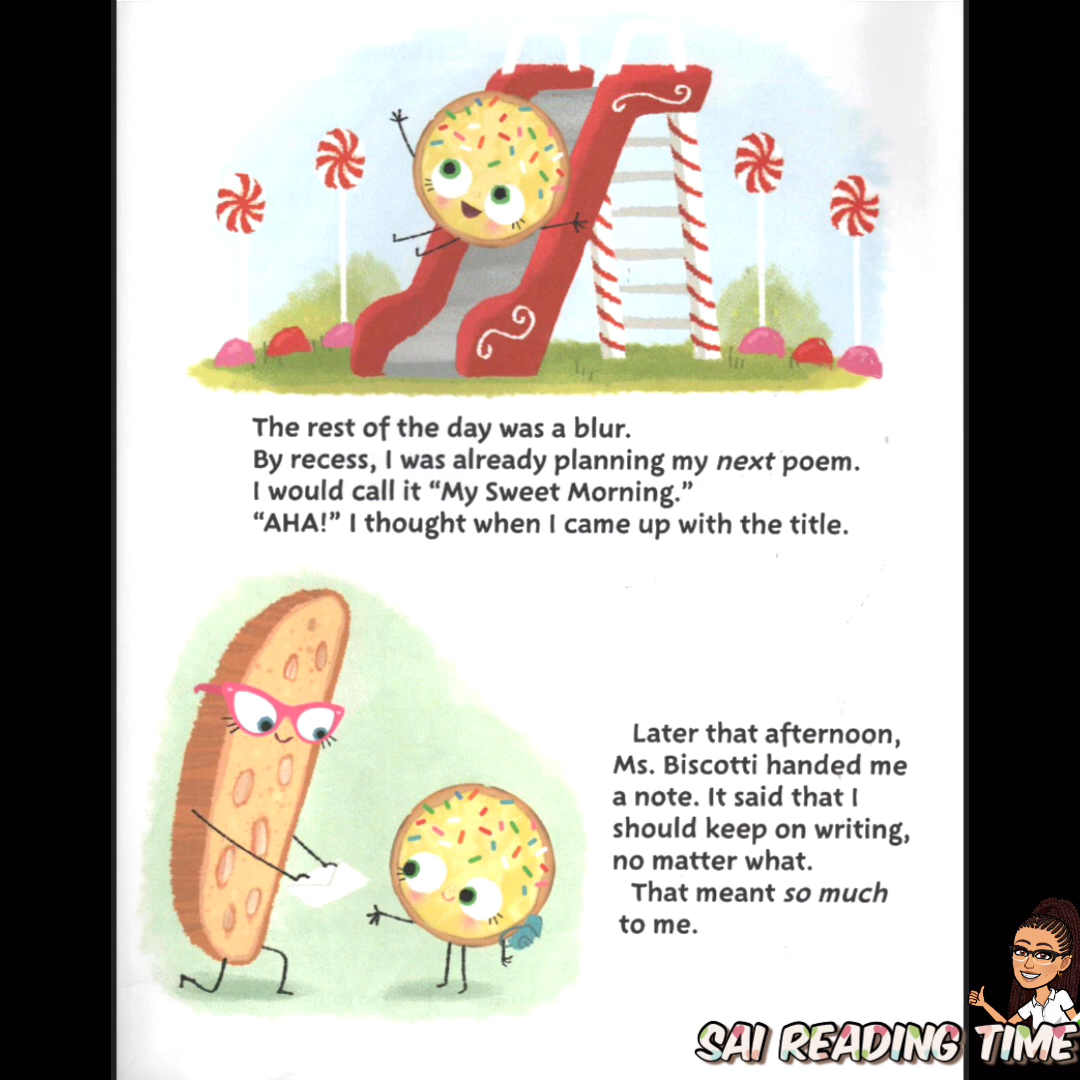 The rest of the day was a blur.
By recess, I was already planning my next poem.
I would call it “My Sweet Morning.”
“AHA!” I thought when I came up with the title.
Later that afternoon,
Ms. Biscotti handed me
a note. It said that I
should keep on writing,
no matter what.
That meant so much
to me.
SAI READING TIME